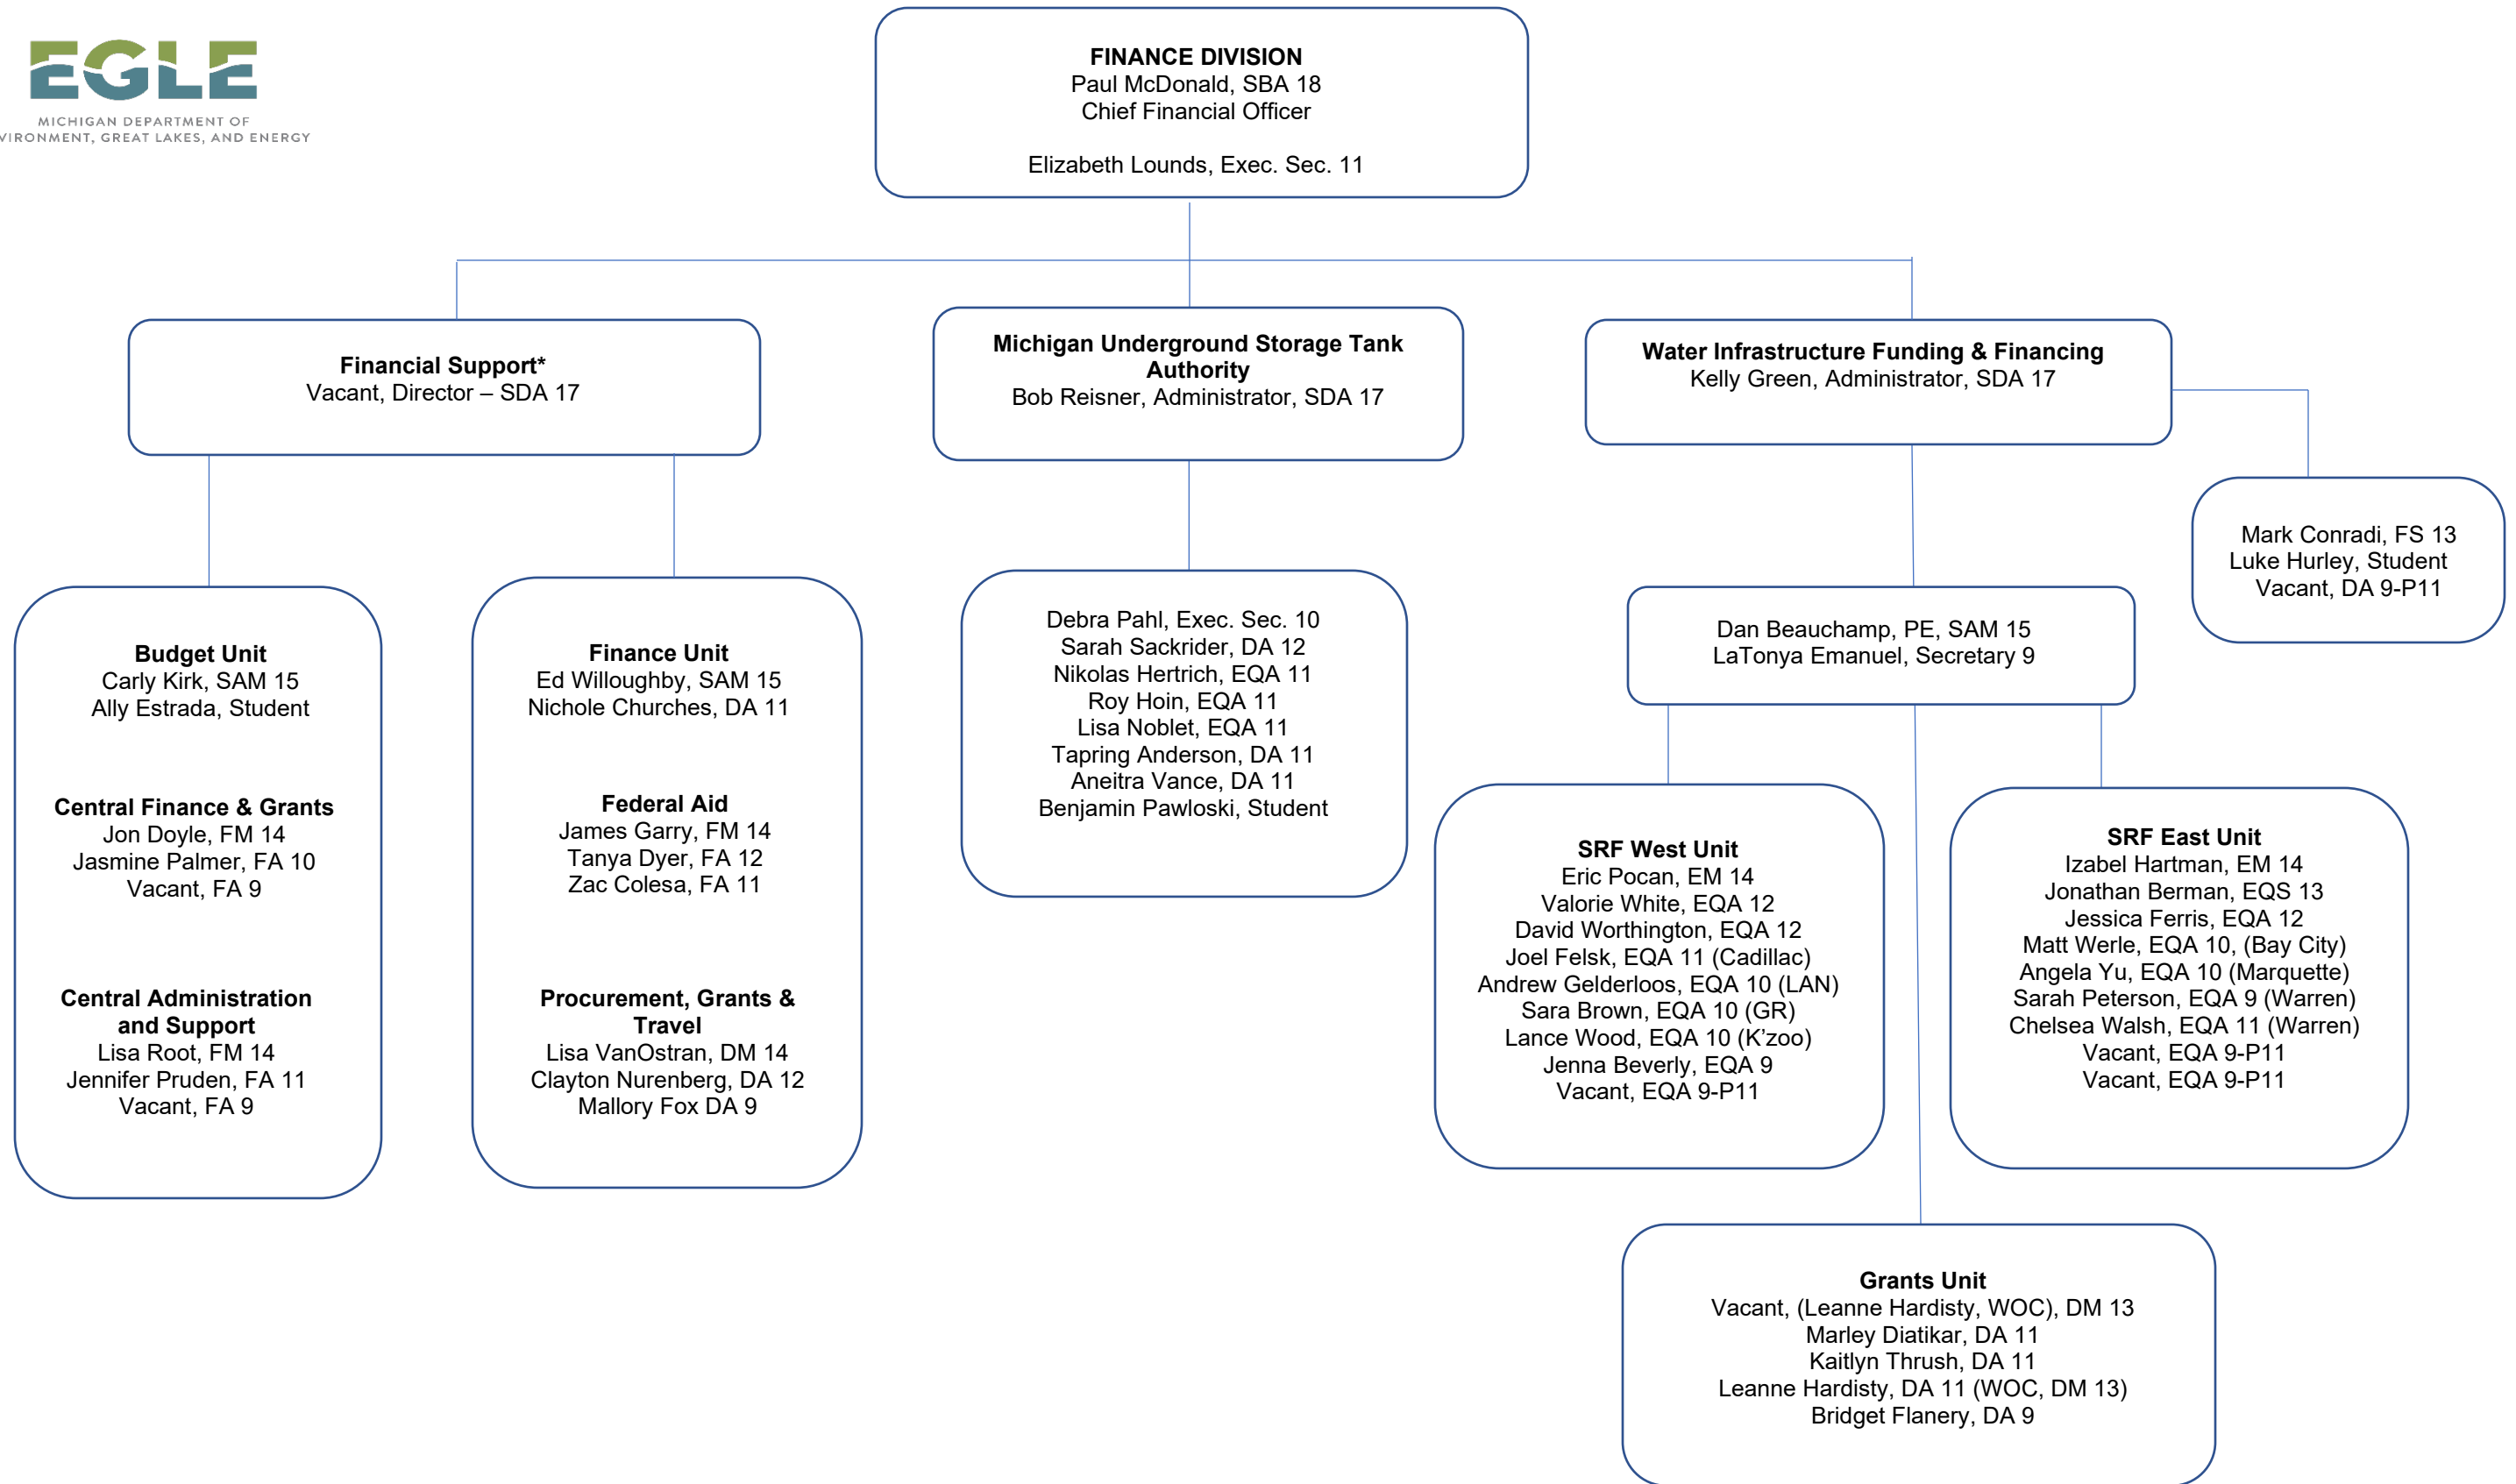 EGLE
MICHIGAN DEPARTMENT OF
VIRONMENT, GREAT LAKES, AND ENERGY
FINANCE DIVISION
Paul McDonald, SBA 18
Chief Financial Officer
Elizabeth Lounds, Exec. Sec. 11
Financial Support*
Vacant, Director – SDA 17
Michigan Underground Storage Tank
Authority
Bob Reisner, Administrator, SDA 17
Water Infrastructure Funding & Financing
Kelly Green, Administrator, SDA 17
Mark Conradi, FS 13
Luke Hurley, Student
Vacant, DA 9-P11
Budget Unit
Carly Kirk, SAM 15
Ally Estrada, Student
Central Finance & Grants
Jon Doyle, FM 14
Jasmine Palmer, FA 10
Vacant, FA 9
Central Administration
and Support
Lisa Root, FM 14
Jennifer Pruden, FA 11
Vacant, FA 9
Finance Unit
Ed Willoughby, SAM 15
Nichole Churches, DA 11
Federal Aid
James Garry, FM 14
Tanya Dyer, FA 12
Zac Colesa, FA 11
Procurement, Grants &
Travel
Lisa VanOstran, DM 14
Clayton Nurenberg, DA 12
Mallory Fox DA 9
Debra Pahl, Exec. Sec. 10
Sarah Sackrider, DA 12
Nikolas Hertrich, EQA 11
Roy Hoin, EQA 11
Lisa Noblet, EQA 11
Tapring Anderson, DA 11
Aneitra Vance, DA 11
Benjamin Pawloski, Student
Dan Beauchamp, PE, SAM 15
LaTonya Emanuel, Secretary 9
SRF West Unit
Eric Pocan, EM 14
Valorie White, EQA 12
David Worthington, EQA 12
Joel Felsk, EQA 11 (Cadillac)
Andrew Gelderloos, EQA 10 (LAN)
Sara Brown, EQA 10 (GR)
Lance Wood, EQA 10 (K’zoo)
Jenna Beverly, EQA 9
Vacant, EQA 9-P11
SRF East Unit
Izabel Hartman, EM 14
Jonathan Berman, EQS 13
Jessica Ferris, EQA 12
Matt Werle, EQA 10, (Bay City)
Angela Yu, EQA 10 (Marquette)
Sarah Peterson, EQA 9 (Warren)
Chelsea Walsh, EQA 11 (Warren)
Vacant, EQA 9-P11
Vacant, EQA 9-P11
Grants Unit
Vacant, (Leanne Hardisty, WOC), DM 13
Marley Diatikar, DA 11
Kaitlyn Thrush, DA 11
Leanne Hardisty, DA 11 (WOC, DM 13)
Bridget Flanery, DA 9